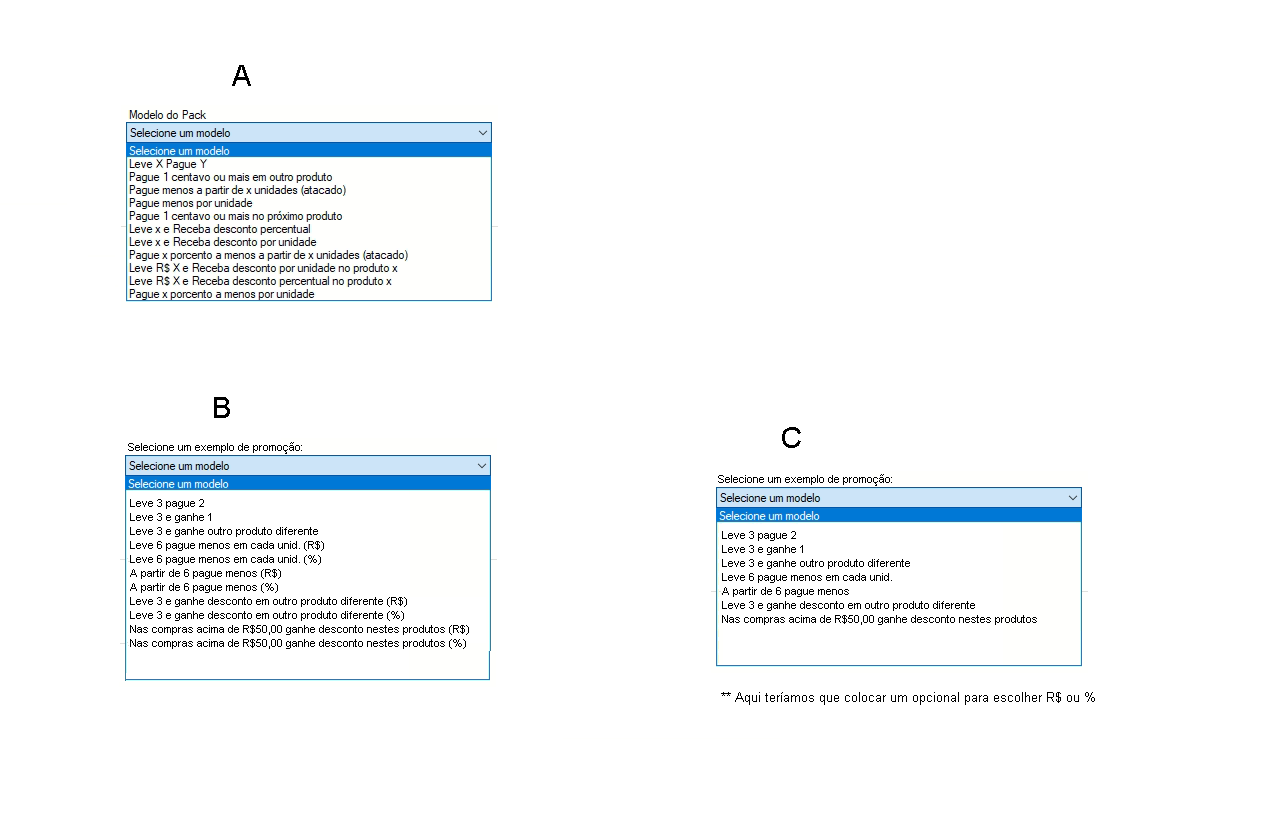 A
Modelo do Pack
Selecione um modelo
Selecione um modelo
Leve X Pague Y
Pague 1 centavo ou mais em outro produto
Pague menos a partir de x unidades (atacado)
Pague menos por unidade
Pague 1 centavo ou mais no próximo produto
Leve x e Receba desconto percentual
Leve x e Receba desconto por unidade
Pague x porcento a menos a partir de x unidades (atacado)
Leve R$ X e Receba desconto por unidade no produto x
Leve R$ X e Receba desconto percentual no produto x
Pague x porcento a menos por unidade
B
Selecione um exemplo de promoção:
Selecione um modelo
Selecione um modelo
Leve 3 pague 2
Leve 3 e ganhe 1
Leve 3 e ganhe outro produto diferente
Leve 6 pague menos em cada unid. (R$)
Leve 6 pague menos em cada unid. (%)
A partir de 6 pague menos (R$)
A partir de 6 pague menos (%)
Leve 3 e ganhe desconto em outro produto diferente (R$)
Leve 3 e ganhe desconto em outro produto diferente (%)
Nas compras acima de R$50,00 ganhe desconto nestes produtos (R$)
Nas compras acima de R$50,00 ganhe desconto nestes produtos (%)
C
Selecione um exemplo de promoção:
Selecione um modelo
Selecione um modelo
Leve 3 pague 2
Leve 3 e ganhe 1
Leve 3 e ganhe outro produto diferente
Leve 6 pague menos em cada unid.
A partir de 6 pague menos
Leve 3 e ganhe desconto em outro produto diferente
Nas compras acima de R$50,00 ganhe desconto nestes produtos
** Aqui teríamos que colocar um opcional para escolher R$ ou %